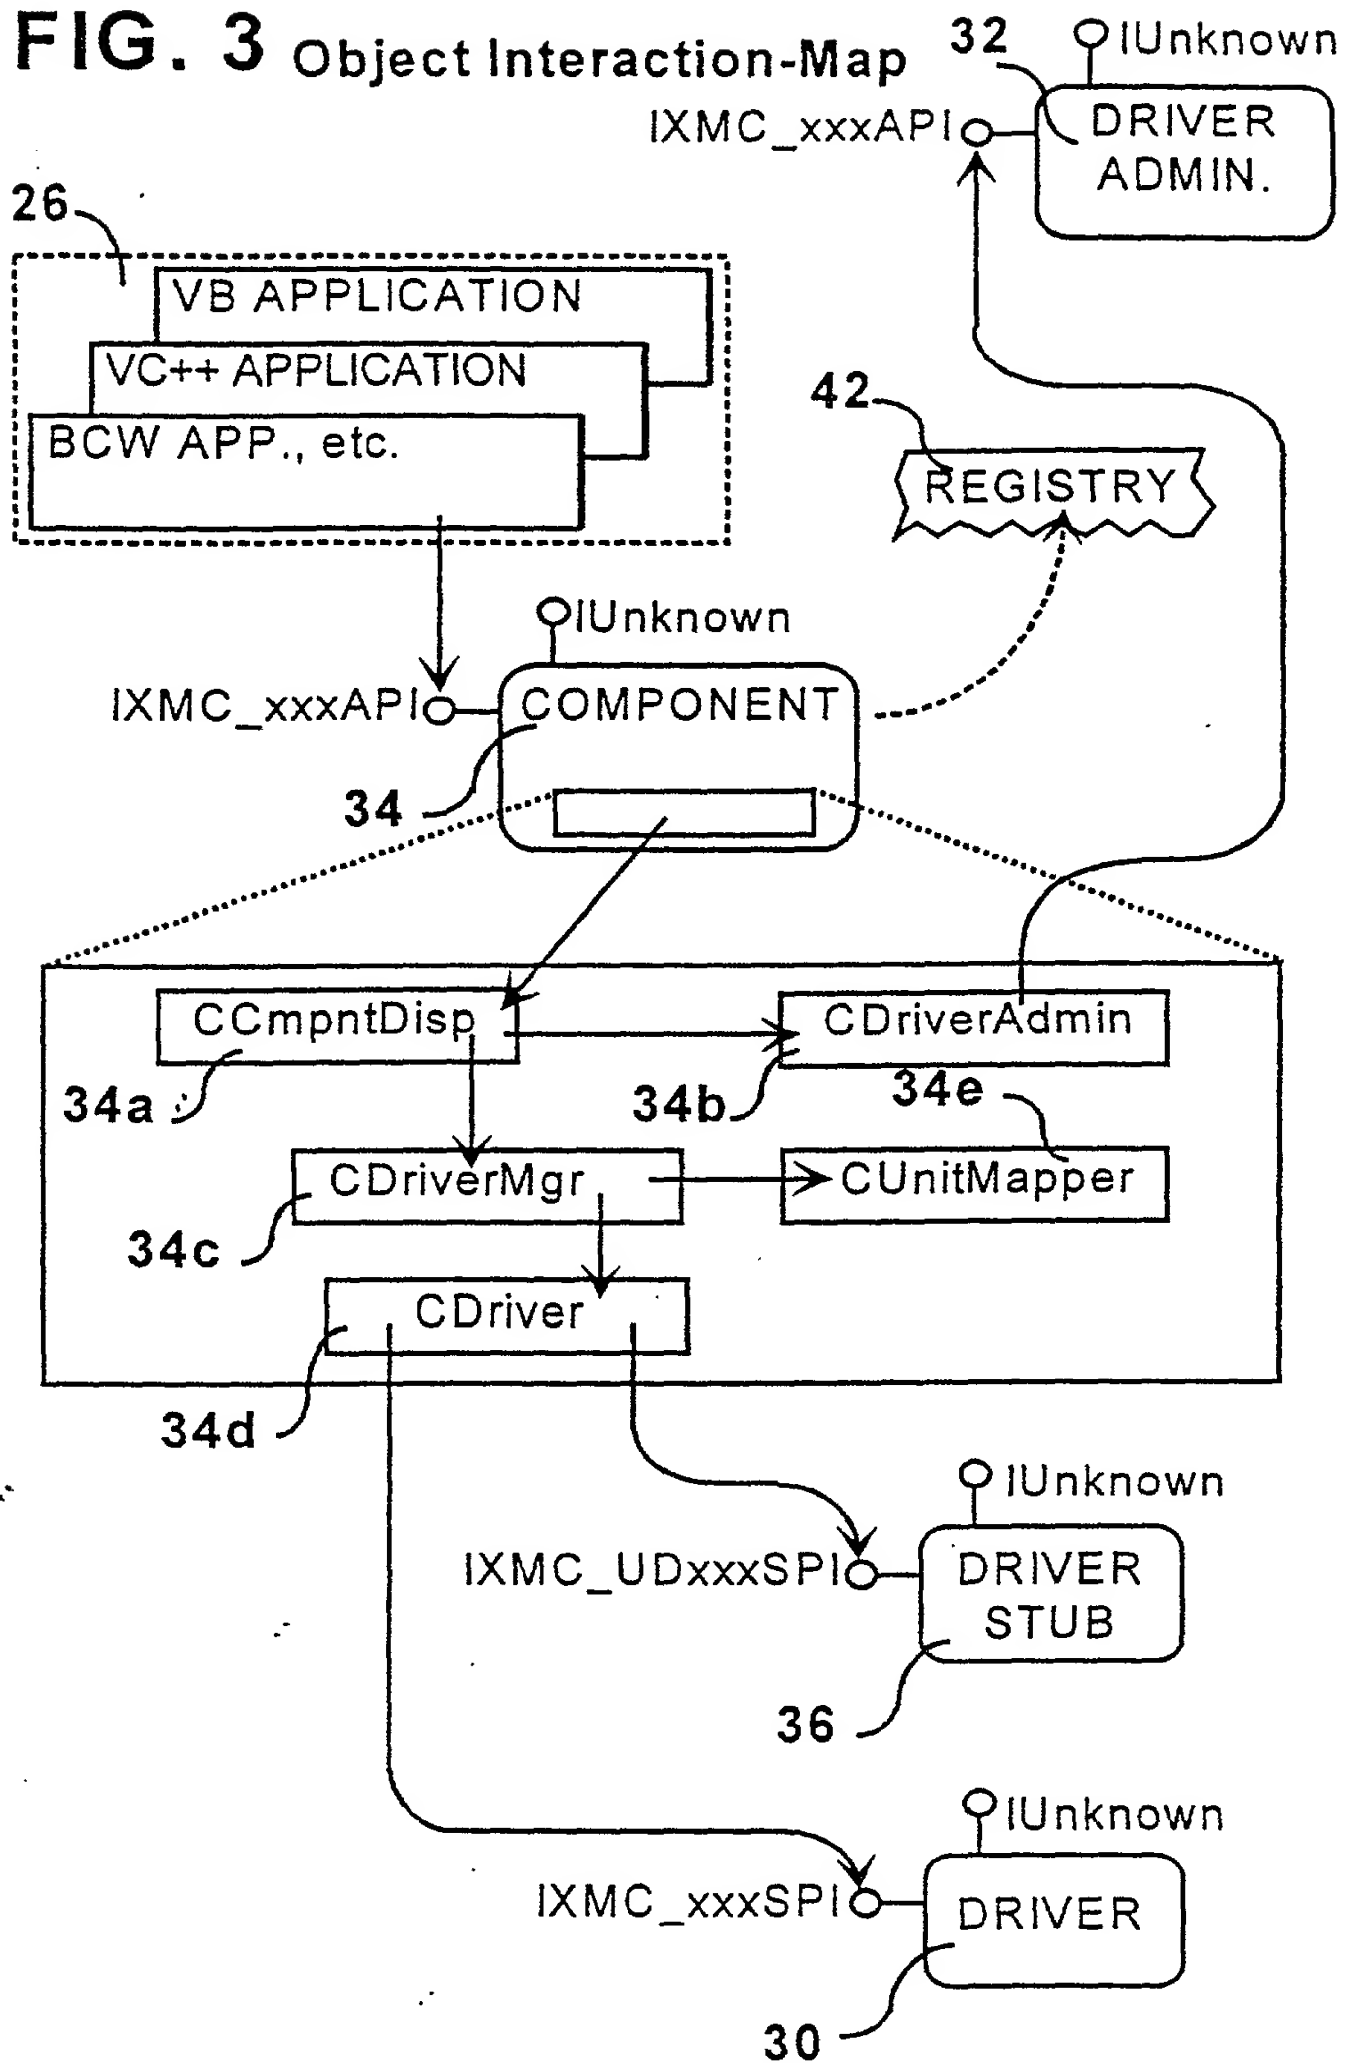 FIG. 3 Object Interaction-Map
32
IUnknown
IXMC_xxxAPI
DRIVER
ADMIN.
26
VB APPLICATION
VC++ APPLICATION
BCW APP., etc.
42
REGISTRY
IUnknown
IXMC_xxxAPI
COMPONENT
34
CCmpntDisp
CDriverAdmin
34a
34b
34e
CDriverMgr
CUnitMapper
34c
CDriver
34d
IUnknown
IXMC_UDxxxSPI
DRIVER
STUB
36
IUnknown
IXMC_xxxSPI
DRIVER
30